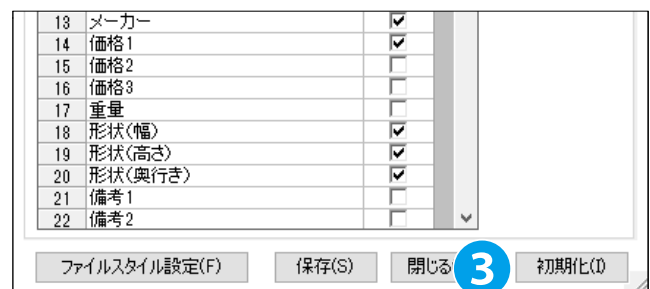 13 メーカー
14 価格1
15 価格2
16 価格3
17 重量
18 形状(幅)
19 形状(高さ)
20 形状(奥行き)
21 備考1
22 備考2
ファイルスタイル設定(F) 保存(S) 閉じる 3 初期化(I)